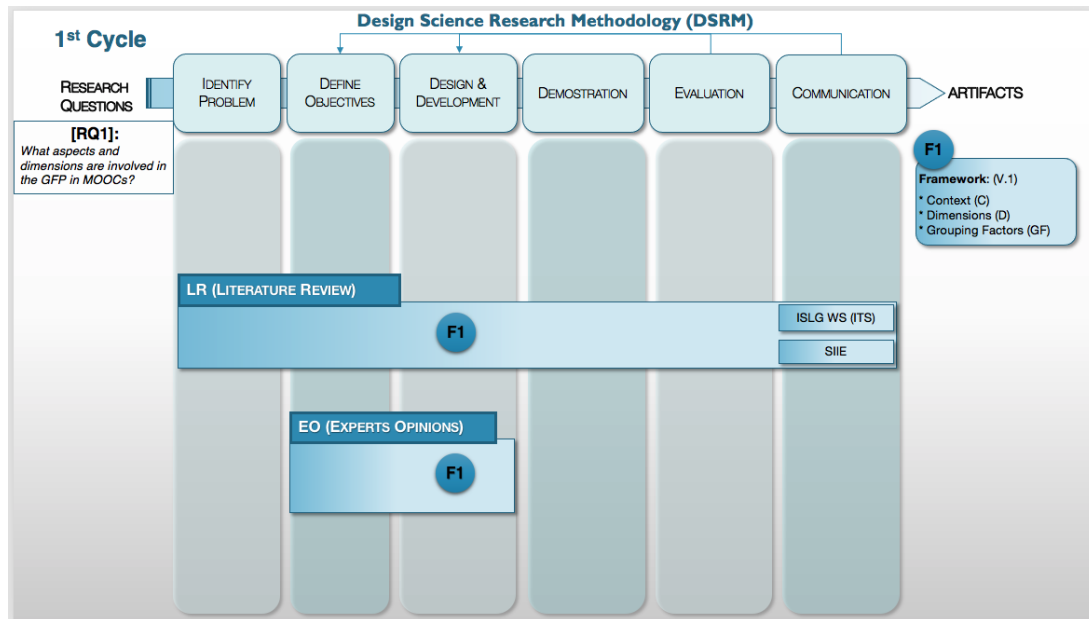 Design Science Research Methodology (DSRM)
1st Cycle
RESEARCH
QUESTIONS
IDENTIFY
PROBLEM
DEFINE
OBJECTIVES
DESIGN &
DEVELOPMENT
DEMOSTRATION
EVALUATION
COMMUNICATION
ARTIFACTS
[RQ1]:
What aspects and
dimensions are involved in
the GFP in MOOCs?
F1
Framework: (V.1)
* Context (C)
* Dimensions (D)
* Grouping Factors (GF)
LR (LITERATURE REVIEW)
F1
ISLG WS (ITS)
SIIE
EO (EXPERTS OPINIONS)
F1